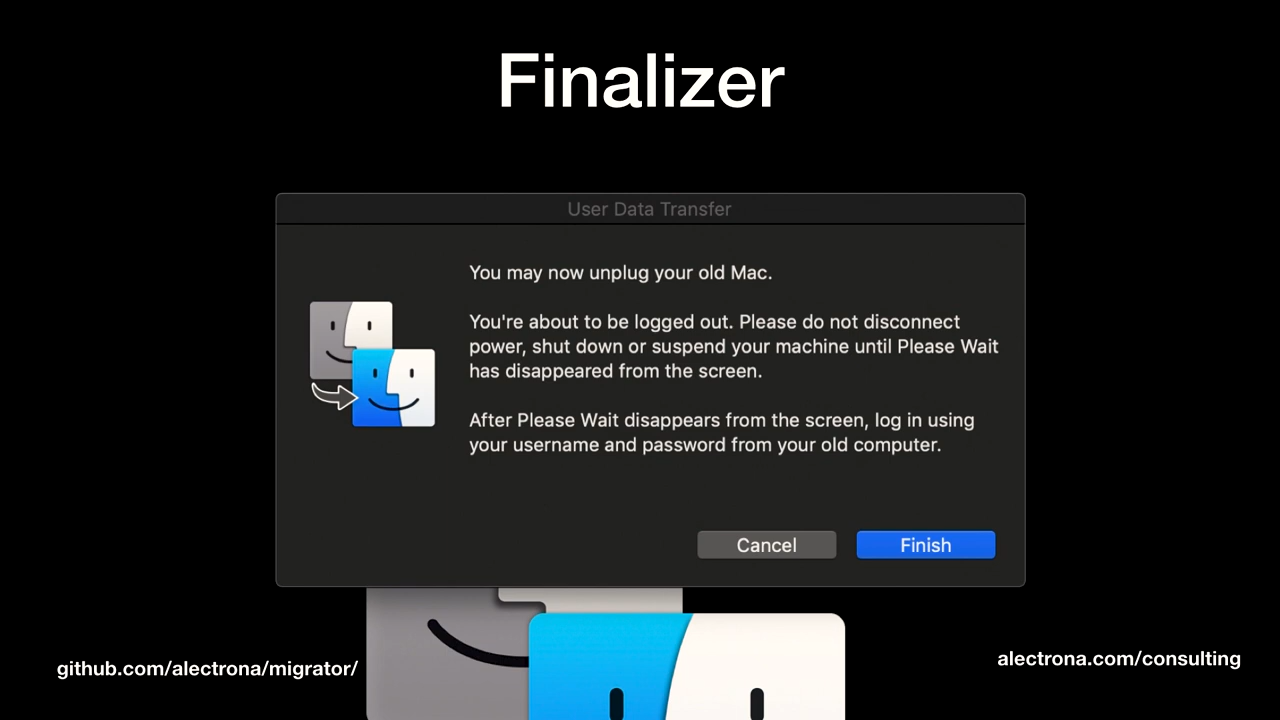 Finalizer
User Data Transfer
You may now unplug your old Mac.
You're about to be logged out. Please do not disconnect
power, shut down or suspend your machine until Please Wait
has disappeared from the screen.
After Please Wait disappears from the screen, log in using
your username and password from your old computer.
Cancel
Finish
github.com/alectrona/migrator/
alectrona.com/consulting